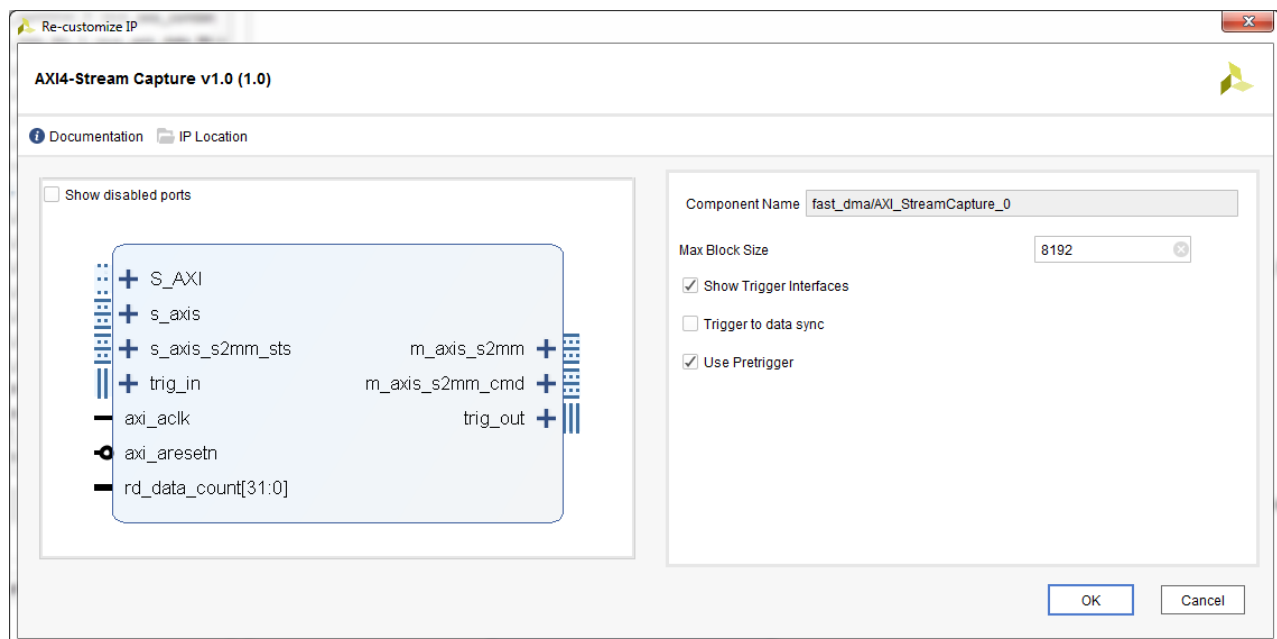 Re-customize IP
AXI4-Stream Capture v1.0 (1.0)
Documentation IP Location
Show disabled ports
S_AXI
s_axis
s_axis_s2mm_sts
trig_in
axi_aclk
axi_aresetn
rd_data_count[31:0]
m_axis_s2mm
m_axis_s2mm_cmd
trig_out
Component Name fast_dma/AXI_StreamCapture_0
Max Block Size 8192
Show Trigger Interfaces
Trigger to data sync
Use Pretrigger
OK Cancel